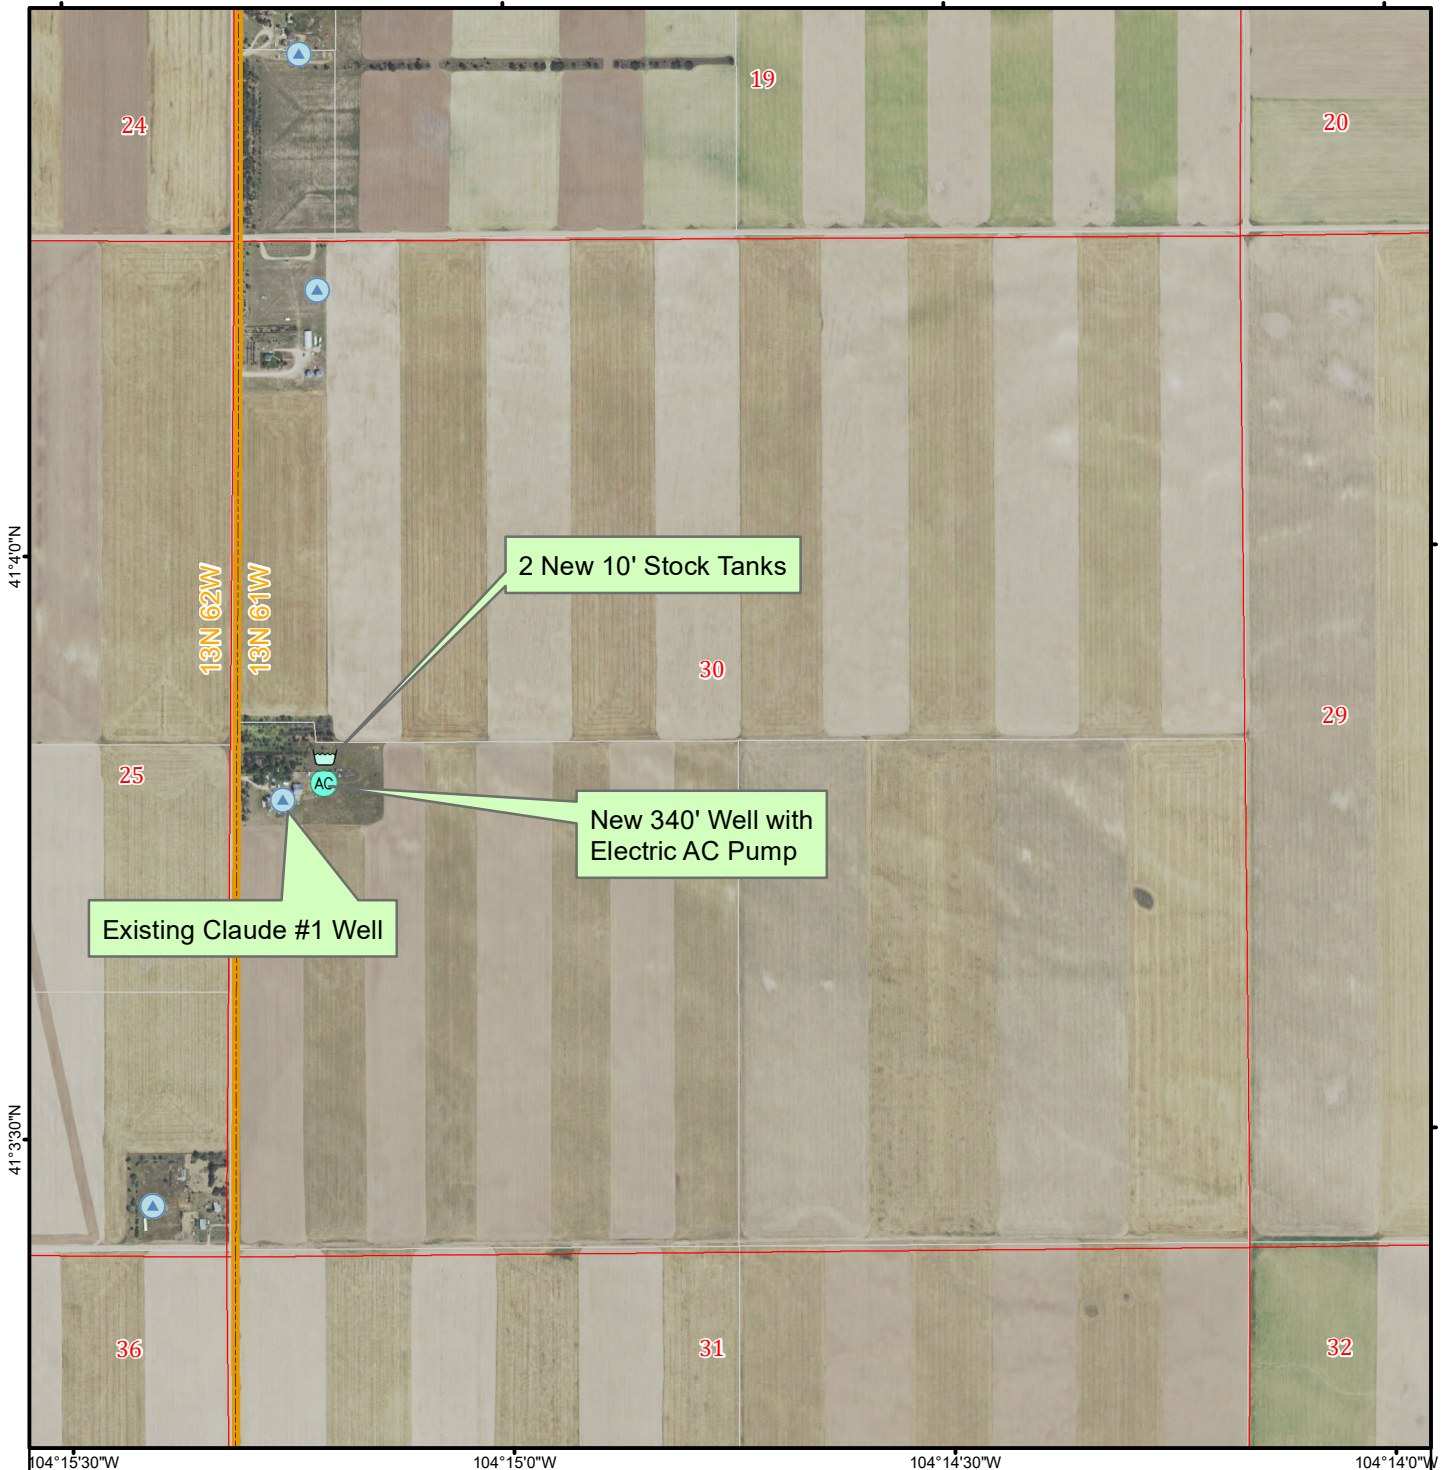 19
24
20
41°4'0"N
2 New 10' Stock Tanks
13N 62W
13N 61W
30
29
25
AC
New 340' Well with
Electric AC Pump
Existing Claude #1 Well
41°3'30"N
36
31
32
104°15'30"W
104°15'0"W
104°14'30"W
104°14'0"W